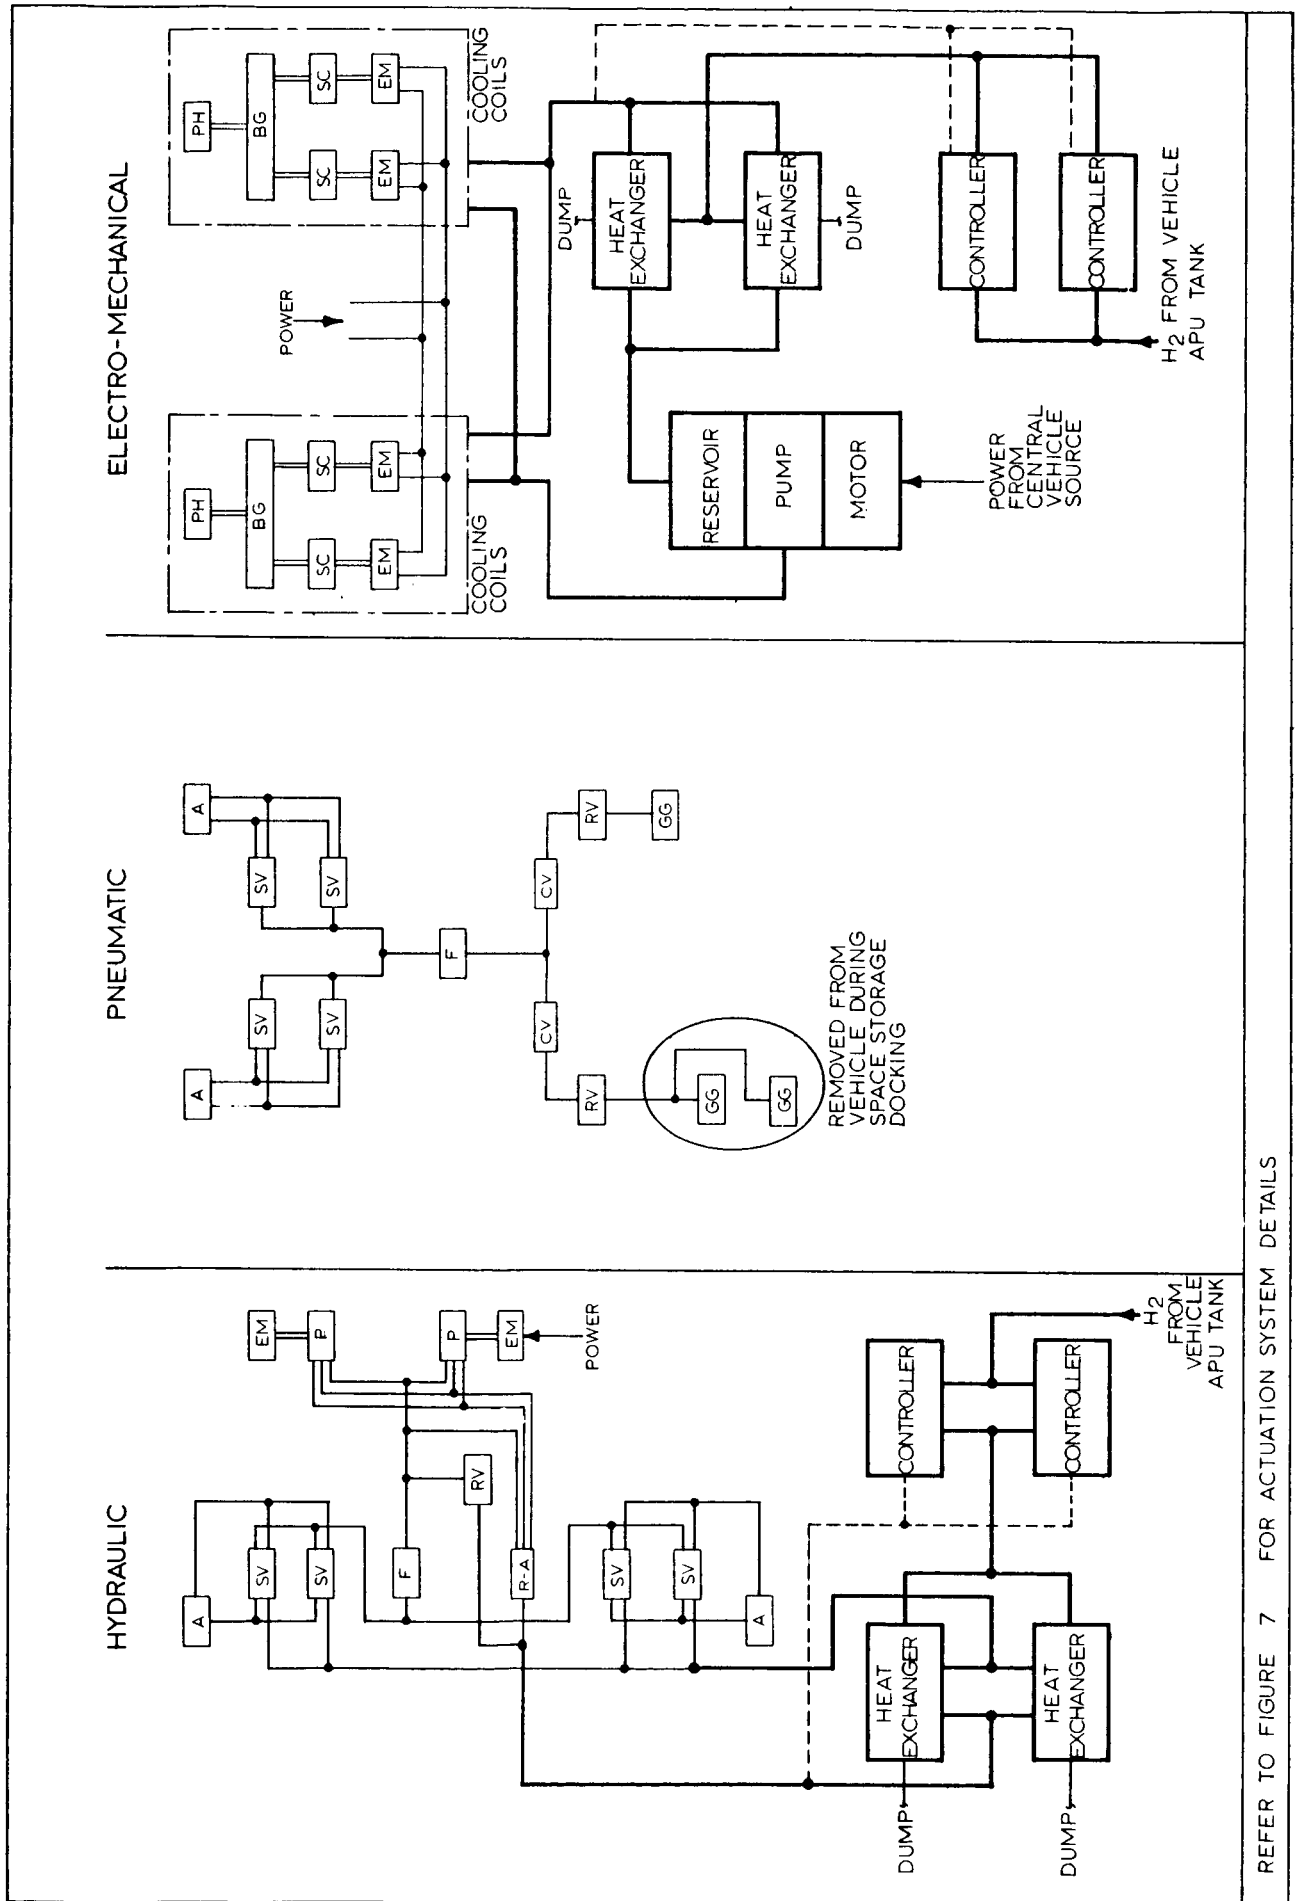 HYDRAULIC
A
SV
SV
F
RV
R-A
SV
SV
A
EM
P
P
EM
POWER
HEAT
EXCHANGER
HEAT
EXCHANGER
DUMP
DUMP
CONTROLLER
CONTROLLER
H2
FROM
VEHICLE
APU TANK
PNEUMATIC
A
A
SV
SV
SV
SV
F
CV
CV
RV
RV
GG
GG
GG
REMOVED FROM
VEHICLE DURING
SPACE STORAGE
DOCKING
ELECTRO-MECHANICAL
PH
BG
SC
SC
EM
EM
COOLING
COILS
POWER
PH
BG
SC
SC
EM
EM
COOLING
COILS
RESERVOIR
PUMP
MOTOR
POWER
FROM
CENTRAL
VEHICLE
SOURCE
DUMP
HEAT
EXCHANGER
HEAT
EXCHANGER
DUMP
CONTROLLER
CONTROLLER
H2 FROM VEHICLE
APU TANK
REFER TO FIGURE 7 FOR ACTUATION SYSTEM DETAILS